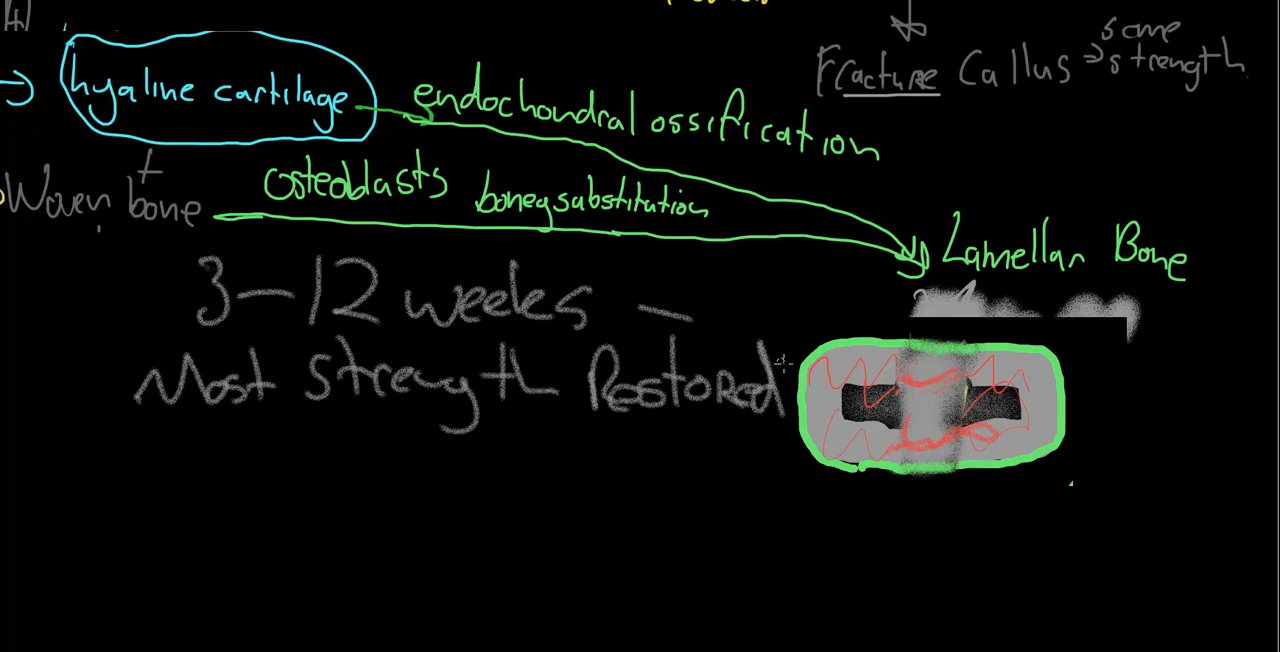 some
Fracture Callus → strength
→ hyaline cartilage
endochondral ossification
+
Woven bone
Osteoblasts boney substitution
Lamellar Bone
3-12 weeks -
Most Strength Restored